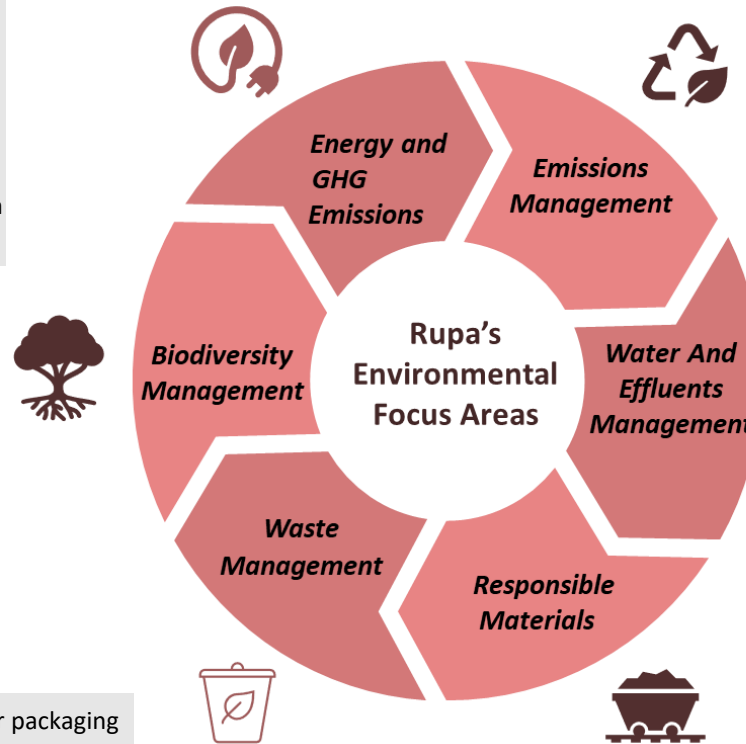 Energy and
GHG
Emissions
Emissions
Management
Water And
Effluents
Management
Responsible
Materials
Waste
Management
Biodiversity
Management
Rupa's
Environmental
Focus Areas
packaging